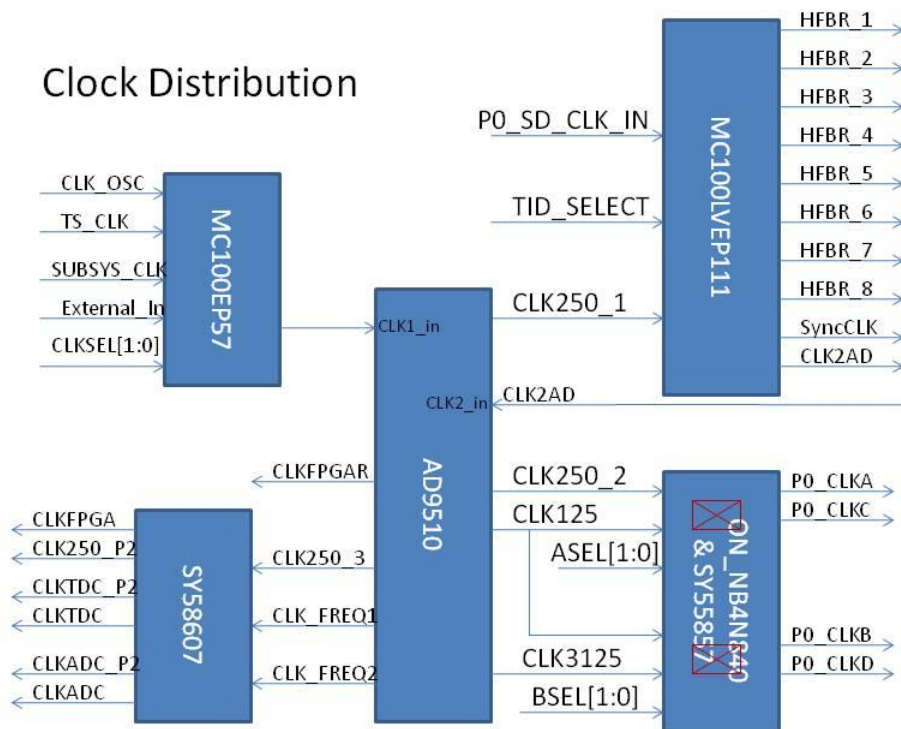 Clock Distribution
CLK_OSC
TS_CLK
SUBSYS_CLK
External_In
CLKSEL[1:0]
MC100EP57
P0_SD_CLK_IN
TID_SELECT
CLK250_1
MC100LVEP111
HFBR_1
HFBR_2
HFBR_3
HFBR_4
HFBR_5
HFBR_6
HFBR_7
HFBR_8
SyncCLK
CLK2AD
CLK1_in
CLK2_in
CLK2AD
AD9510
CLKFPGAR
CLK250_3
CLK_FREQ1
CLK_FREQ2
SY58607
CLKFPGA
CLK250_P2
CLKTDC_P2
CLKTDC
CLKADC_P2
CLKADC
CLK250_2
CLK125
ASEL[1:0]
CLK3125
BSEL[1:0]
ON_NB4N840
& SY55857
P0_CLKA
P0_CLKC
P0_CLKB
P0_CLKD